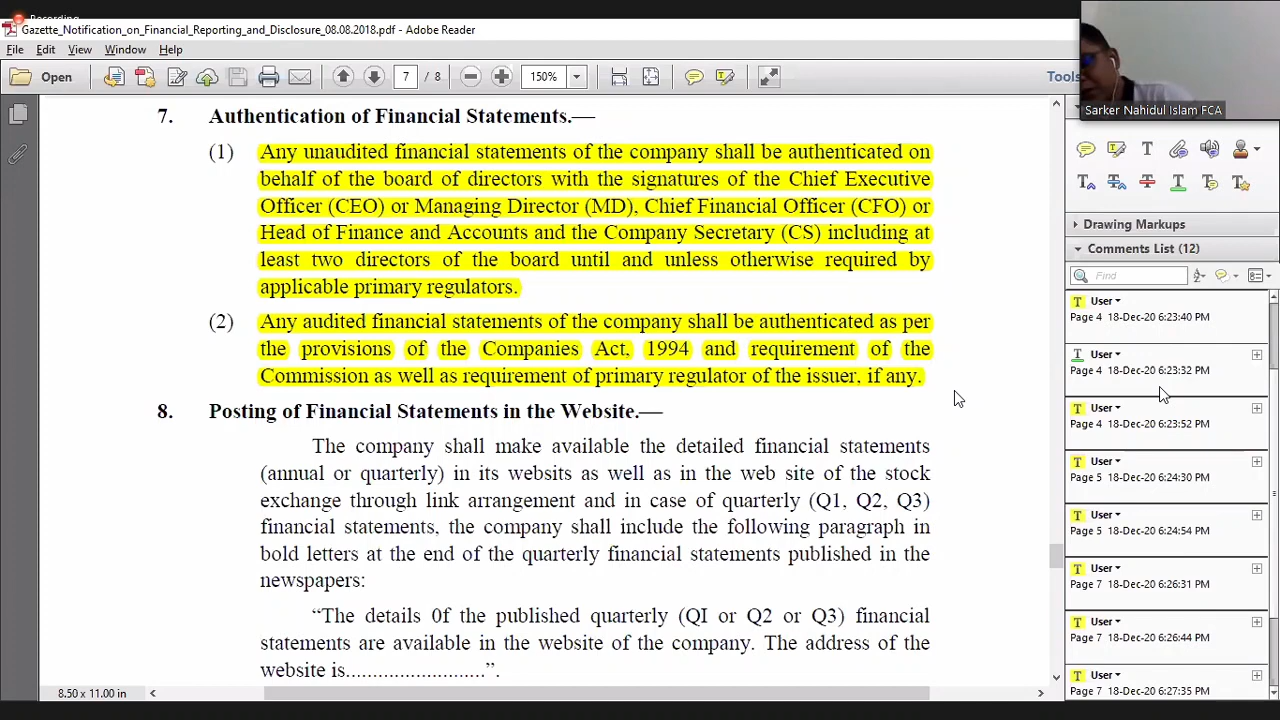 Recording
Gazette_Notification_on_Financial_Reporting_and_Disclosure_08.08.2018.pdf - Adobe Reader
File Edit View Window Help
Open 7 / 8 150% Tools
Sarker Nahidul Islam FCA
7. Authentication of Financial Statements.—
(1) Any unaudited financial statements of the company shall be authenticated on
behalf of the board of directors with the signatures of the Chief Executive
Officer (CEO) or Managing Director (MD), Chief Financial Officer (CFO) or
Head of Finance and Accounts and the Company Secretary (CS) including at
least two directors of the board until and unless otherwise required by
applicable primary regulators.
(2) Any audited financial statements of the company shall be authenticated as per
the provisions of the Companies Act, 1994 and requirement of the
Commission as well as requirement of primary regulator of the issuer, if any.
8. Posting of Financial Statements in the Website.—
The company shall make available the detailed financial statements
(annual or quarterly) in its websits as well as in the web site of the stock
exchange through link arrangement and in case of quarterly (Q1, Q2, Q3)
financial statements, the company shall include the following paragraph in
bold letters at the end of the quarterly financial statements published in the
newspapers:
“The details 0f the published quarterly (QI or Q2 or Q3) financial
statements are available in the website of the company. The address of the
website is..........................”.
8.50 x 11.00 in
Drawing Markups
Comments List (12)
Find
User
Page 4 18-Dec-20 6:23:40 PM
User
Page 4 18-Dec-20 6:23:32 PM
User
Page 4 18-Dec-20 6:23:52 PM
User
Page 5 18-Dec-20 6:24:30 PM
User
Page 5 18-Dec-20 6:24:54 PM
User
Page 7 18-Dec-20 6:26:31 PM
User
Page 7 18-Dec-20 6:26:44 PM
User
Page 7 18-Dec-20 6:27:35 PM